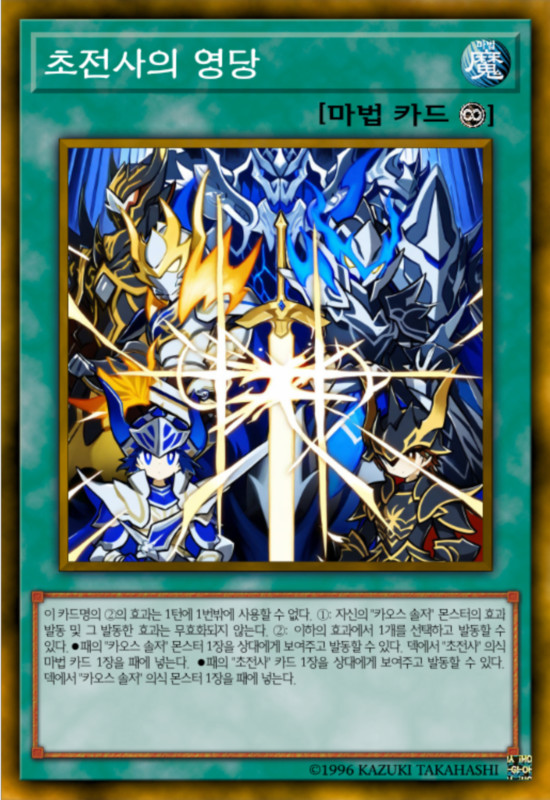 초전사의 영당
마법
魔
[마법 카드 ]
이 카드명의 ②의 효과는 1턴에 1번밖에 사용할 수 없다. ①: 자신의 "카오스 솔저" 몬스터의 효과
발동 및 그 발동한 효과는 무효화되지 않는다. ②: 이하의 효과에서 1개를 선택하고 발동할 수
있다. ●패의 "카오스 솔저" 몬스터 1장을 상대에게 보여주고 발동할 수 있다. 덱에서 "초전사" 의식
마법 카드 1장을 패에 넣는다. ●패의 "초전사" 카드 1장을 상대에게 보여주고 발동할 수 있다.
덱에서 "카오스 솔저" 의식 몬스터 1장을 패에 넣는다.
©1996 KAZUKI TAKAHASHI